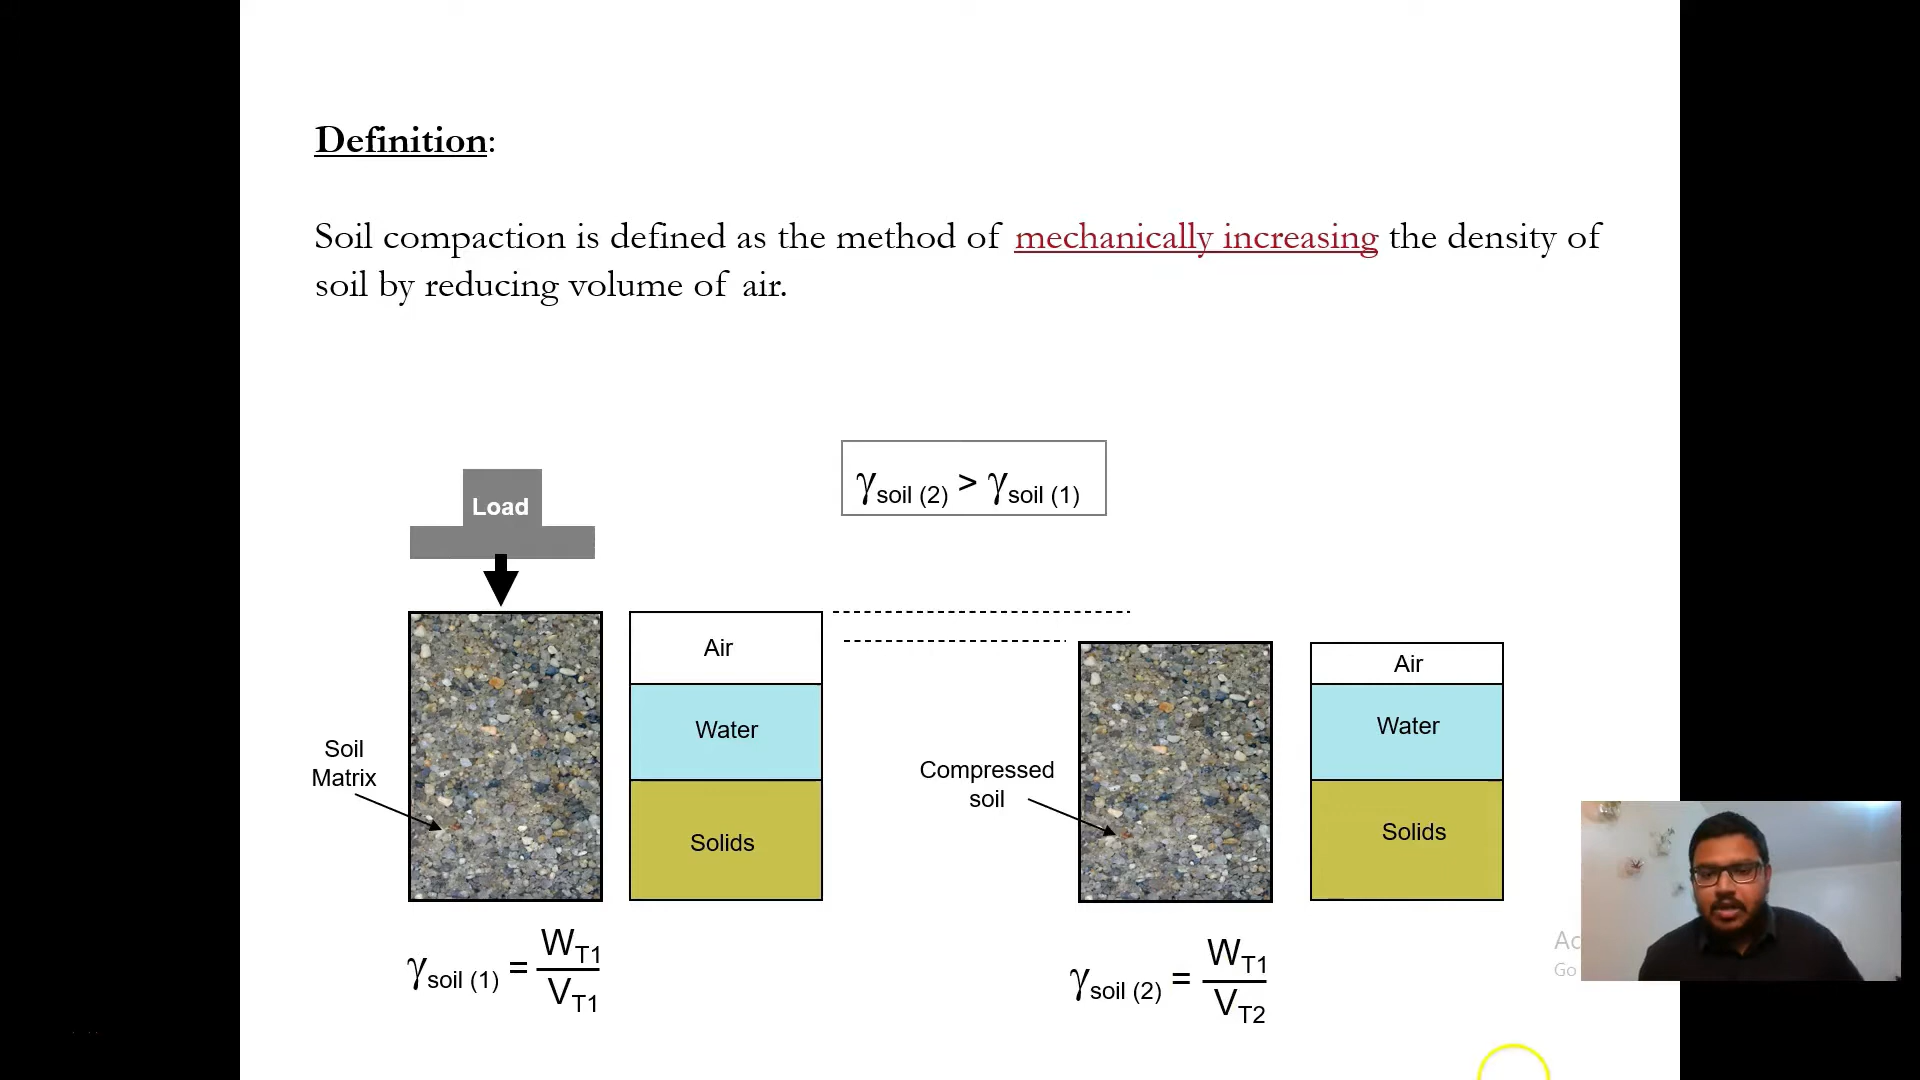 Definition:
Soil compaction is defined as the method of mechanically increasing the density of
soil by reducing volume of air.
γsoil (2) > γsoil (1)
Load
Air
Water
Solids
Soil
Matrix
Compressed
soil
Air
Water
Solids
γsoil (1) = WT1
VT1
γsoil (2) = WT1
VT2
Go